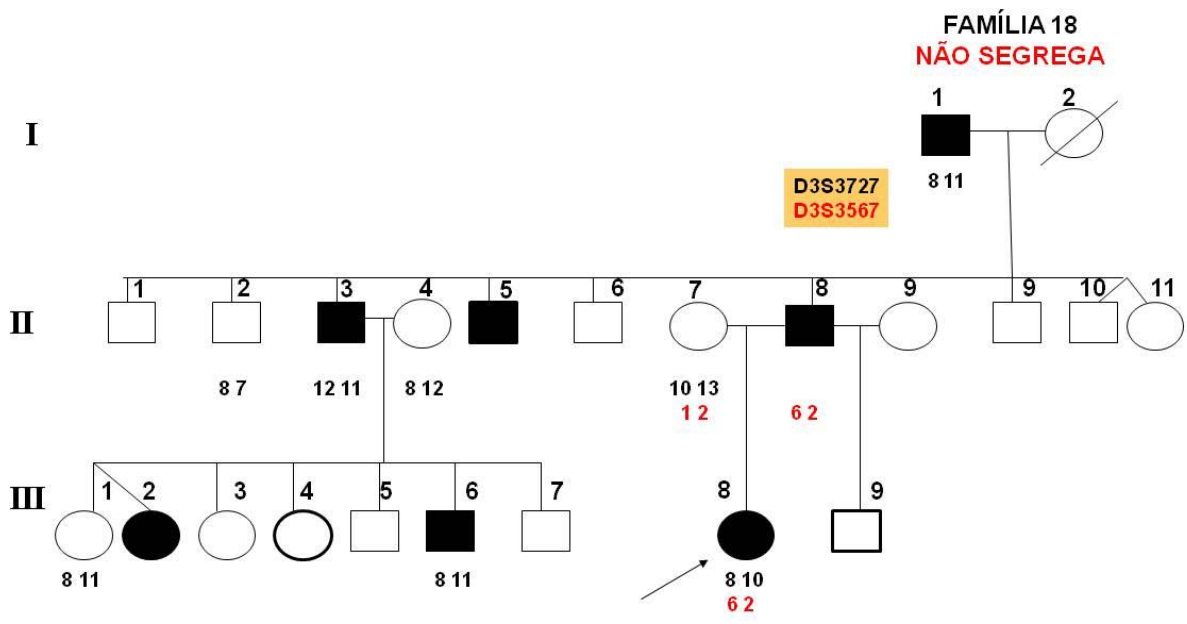 FAMÍLIA 18
NÃO SEGREGA
1 2
I
8 11
D3S3727
D3S3567
1 2 3 4 5 6 7 8 9 9 10 11
II
8 7 12 11 8 12 10 13
1 2 6 2
1 2 3 4 5 6 7 8 9
III
8 11 8 11 8 10
6 2